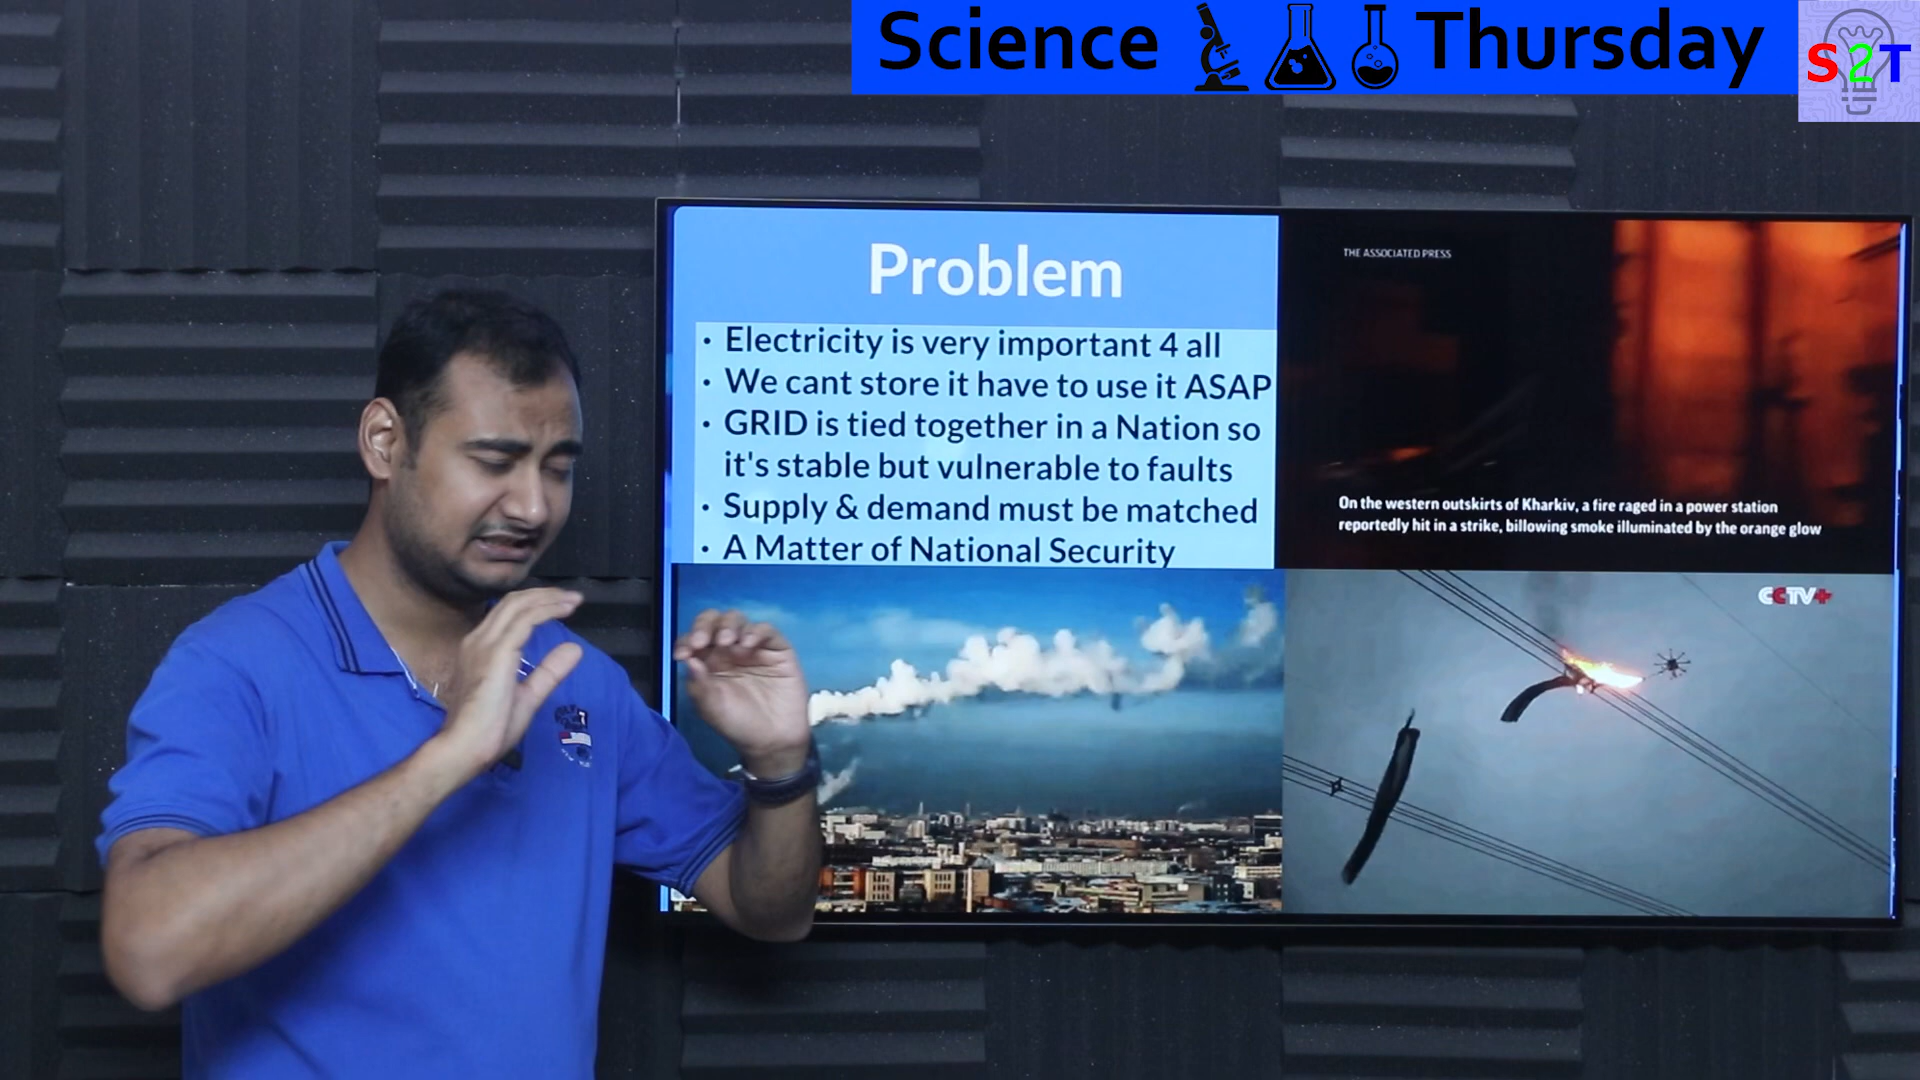 Science Thursday
S2T
Problem
• Electricity is very important 4 all
• We cant store it have to use it ASAP
• GRID is tied together in a Nation so
it's stable but vulnerable to faults
• Supply & demand must be matched
• A Matter of National Security
THE ASSOCIATED PRESS
On the western outskirts of Kharkiv, a fire raged in a power station
reportedly hit in a strike, billowing smoke illuminated by the orange glow
CCTV+